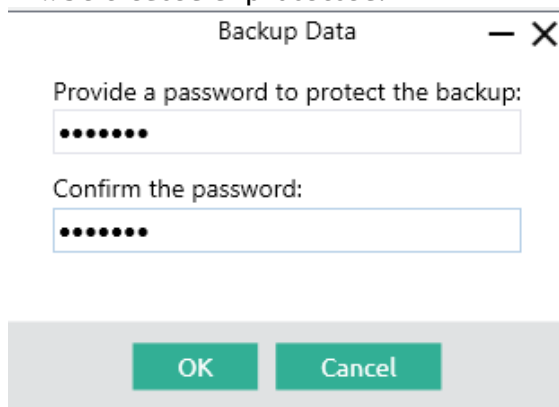 Backup Data
Provide a password to protect the backup:
•••••••
Confirm the password:
•••••••
OK Cancel